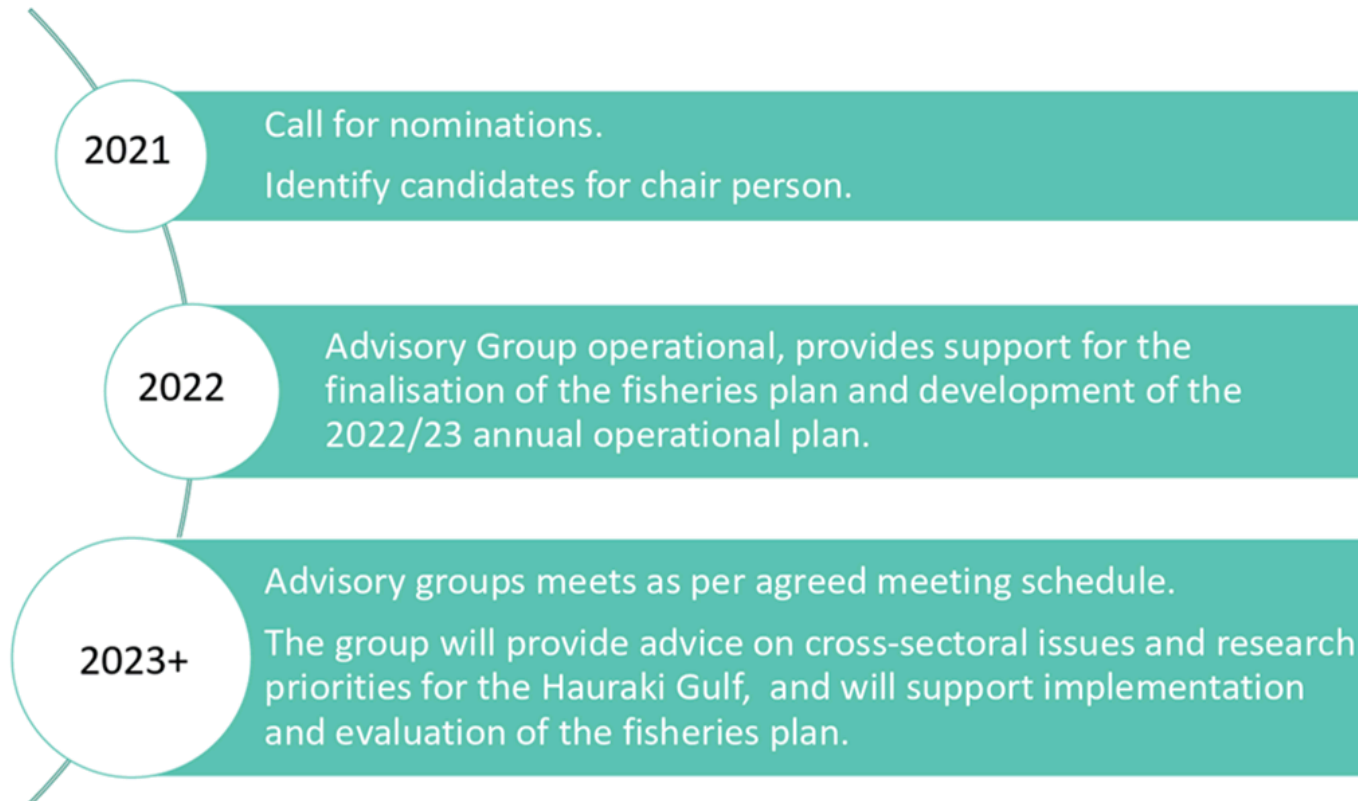 2021
Call for nominations.
Identify candidates for chair person.
2022
Advisory Group operational, provides support for the
finalisation of the fisheries plan and development of the
2022/23 annual operational plan.
2023+
Advisory groups meets as per agreed meeting schedule.
The group will provide advice on cross-sectoral issues and research
priorities for the Hauraki Gulf,  and will support implementation
and evaluation of the fisheries plan.